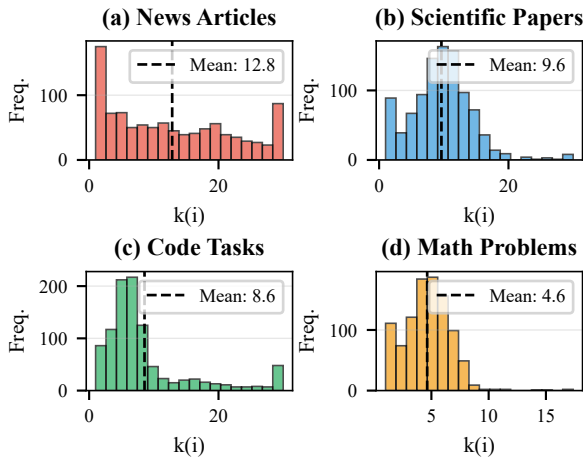 (a) News Articles
Mean: 12.8
Freq.
100
0
0
20
k(i)
(b) Scientific Papers
Mean: 9.6
Freq.
100
0
0
20
k(i)
(c) Code Tasks
Mean: 8.6
Freq.
200
100
0
0
20
k(i)
(d) Math Problems
Mean: 4.6
Freq.
100
0
5
10
15
k(i)